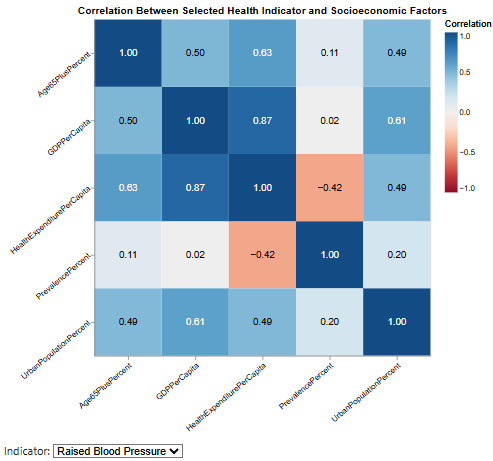 Correlation Between Selected Health Indicator and Socioeconomic Factors
Correlation
1.0
0.5
0.0
−0.5
−1.0
Age65PlusPercent
1.00 0.50 0.63 0.11 0.49
GDPPerCapita
0.50 1.00 0.87 0.02 0.61
HealthExpenditurePerCapita
0.63 0.87 1.00 −0.42 0.49
PrevalencePercent
0.11 0.02 −0.42 1.00 0.20
UrbanPopulationPercent
0.49 0.61 0.49 0.20 1.00
Age65PlusPercent
GDPPerCapita
HealthExpenditurePerCapita
PrevalencePercent
UrbanPopulationPercent
Indicator: Raised Blood Pressure